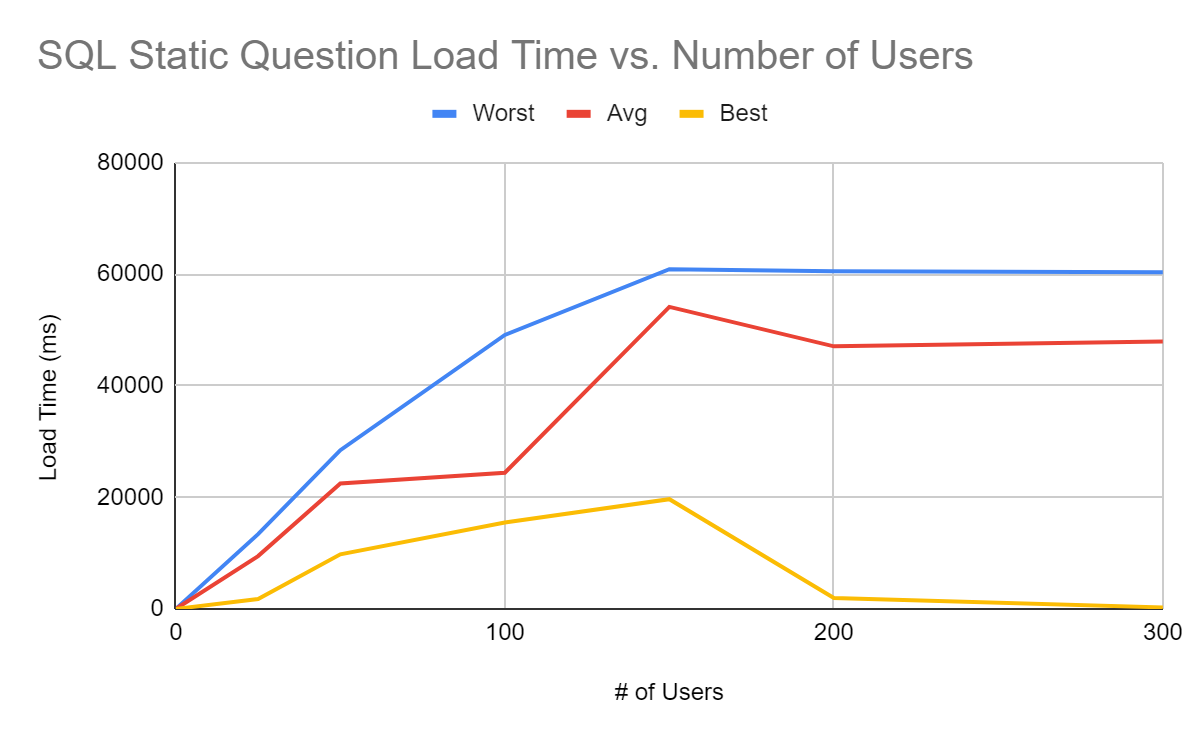 SQL Static Question Load Time vs. Number of Users
Worst Avg Best
80000
60000
40000
20000
0
Load Time (ms)
0 100 200 300
# of Users